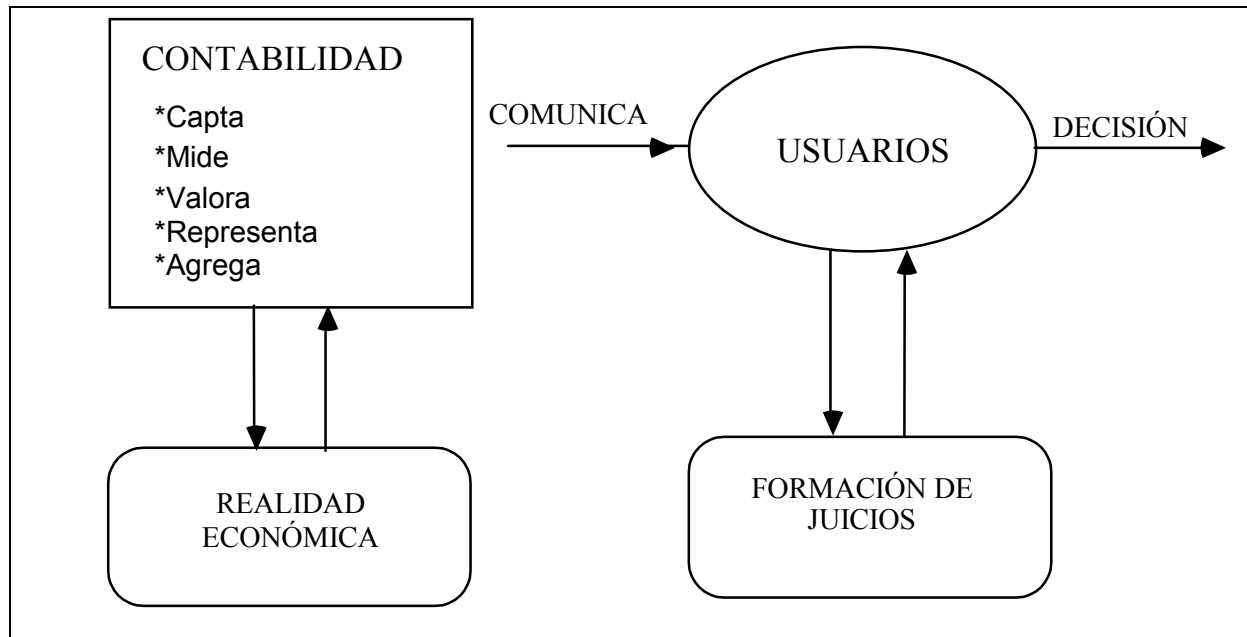 CONTABILIDAD
*Capta
*Mide
*Valora
*Representa
*Agrega
COMUNICA
USUARIOS
DECISIÓN
REALIDAD
ECONÓMICA
FORMACIÓN DE
JUICIOS